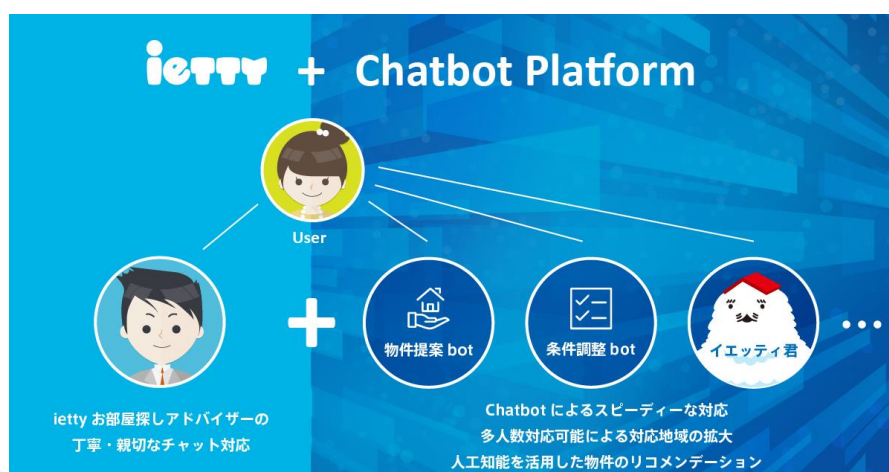 ietty + Chatbot Platform
User
物件提案 bot
条件調整 bot
イエッティ君
ietty お部屋探しアドバイザーの
丁寧・親切なチャット対応
Chatbot によるスピーディーな対応
多人数対応可能による対応地域の拡大
人工知能を活用した物件のリコメンデーション